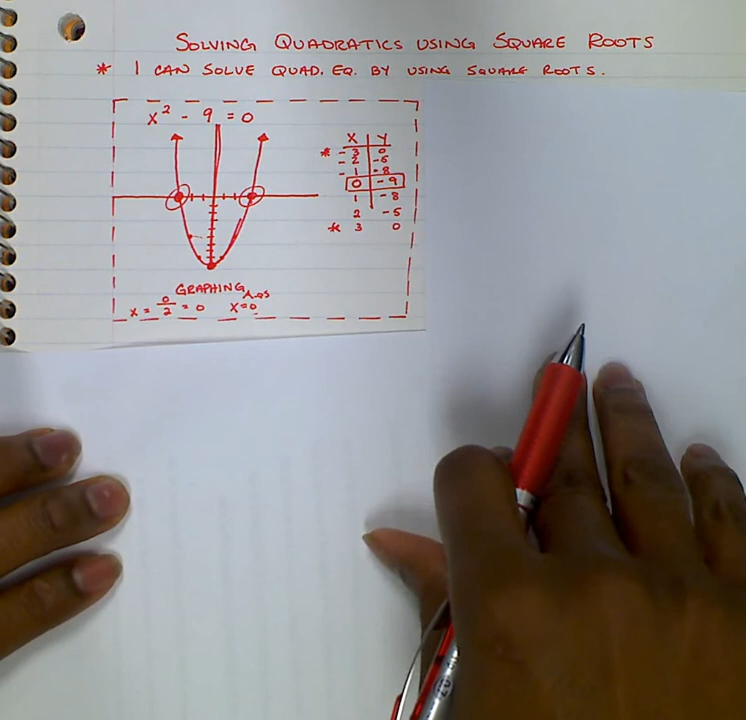 SOLVING QUADRATICS USING SQUARE ROOTS
* I CAN SOLVE QUAD. EQ. BY USING SQUARE ROOTS.
x² - 9 = 0
X Y
* -3 0
-2 -5
-1 -8
0 -9
1 -8
2 -5
* 3 0
GRAPHING
x = 0/2 = 0 x=0 A.O.S